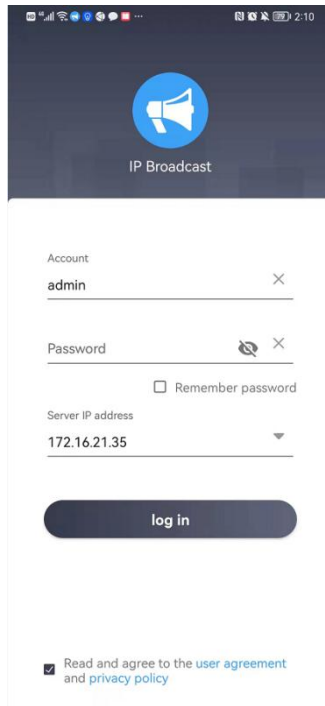 2:10
IP Broadcast
Account
admin
Password
Remember password
Server IP address
172.16.21.35
log in
Read and agree to the user agreement
and privacy policy